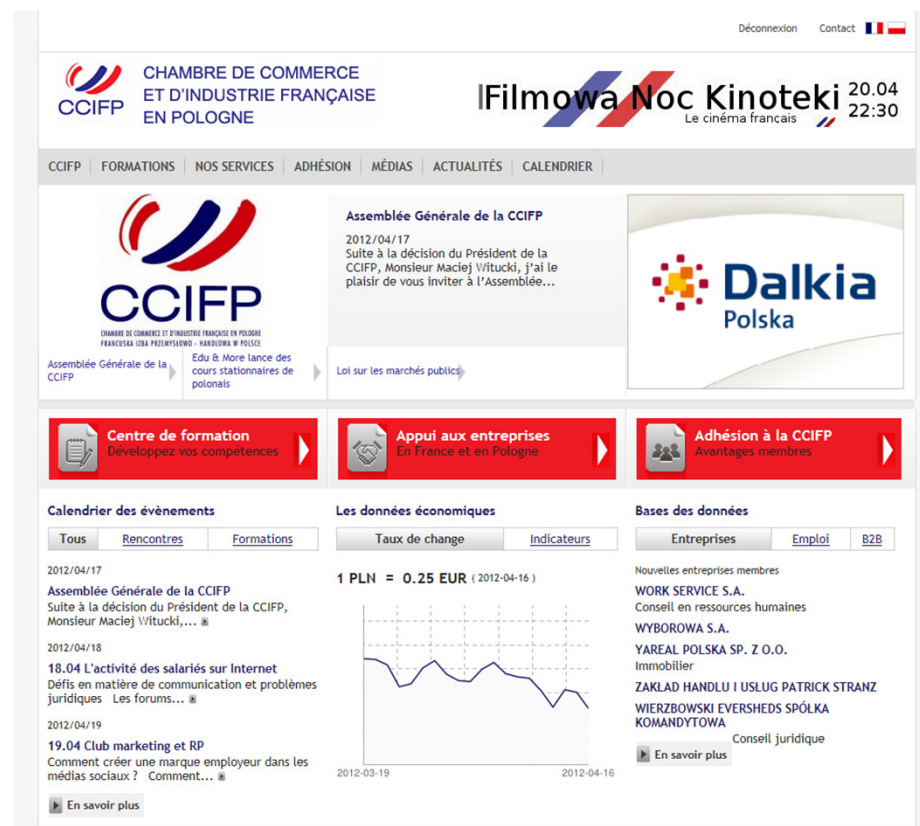 Déconnexion Contact
CCIFP
CHAMBRE DE COMMERCE
ET D'INDUSTRIE FRANÇAISE
EN POLOGNE
Filmowa Noc Kinoteki
Le cinéma français
20.04
22:30
CCIFP FORMATIONS NOS SERVICES ADHÉSION MÉDIAS ACTUALITÉS CALENDRIER
CCIFP
CHAMBRE DE COMMERCE ET D'INDUSTRIE FRANÇAISE EN POLOGNE
FRANCUSKA IZBA PRZEMYSŁOWO - HANDLOWA W POLSCE
Assemblée Générale de la CCIFP
2012/04/17
Suite à la décision du Président de la
CCIFP, Monsieur Maciej Witucki, j'ai le
plaisir de vous inviter à l'Assemblée...
Dalkia
Polska
Assemblée Générale de la
CCIFP
Edu & More lance des
cours stationnaires de
polonais
Loi sur les marchés publics
Centre de formation
Développez vos compétences
Appui aux entreprises
En France et en Pologne
Adhésion à la CCIFP
Avantages membres
Calendrier des évènements
Tous Rencontres Formations
2012/04/17
Assemblée Générale de la CCIFP
Suite à la décision du Président de la CCIFP,
Monsieur Maciej Witucki,...
2012/04/18
18.04 L'activité des salariés sur Internet
Défis en matière de communication et problèmes
juridiques Les forums...
2012/04/19
19.04 Club marketing et RP
Comment créer une marque employeur dans les
médias sociaux ? Comment...
En savoir plus
Les données économiques
Taux de change Indicateurs
1 PLN = 0.25 EUR ( 2012-04-16 )
2012-03-19 2012-04-16
Bases des données
Entreprises Emploi B2B
Nouvelles entreprises membres
WORK SERVICE S.A.
Conseil en ressources humaines
WYBOROWA S.A.
YAREAL POLSKA SP. Z O.O.
Immobilier
ZAKŁAD HANDLU I USLUG PATRICK STRANZ
WIERZBOWSKI EVERSHEDS SPÓLKA
KOMANDYTOWA
Conseil juridique
En savoir plus